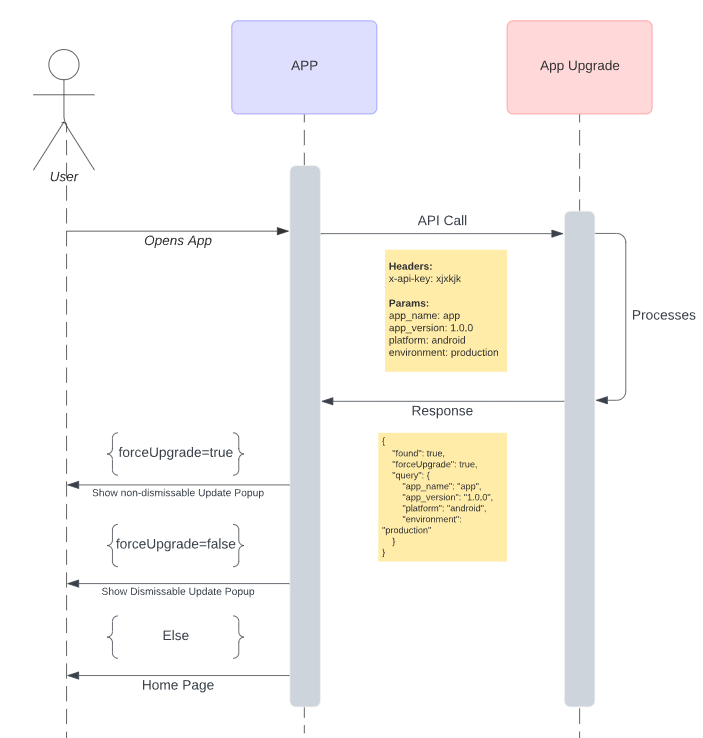 APP
App Upgrade
User
Opens App
API Call
Headers:
x-api-key: xjxkjk
Params:
app_name: app
app_version: 1.0.0
platform: android
environment: production
Processes
Response
{
"found": true,
"forceUpgrade": true,
"query": {
"app_name": "app",
"app_version": "1.0.0",
"platform": "android",
"environment":
"production"
}
}
forceUpgrade=true
Show non-dismissable Update Popup
forceUpgrade=false
Show Dismissable Update Popup
Else
Home Page